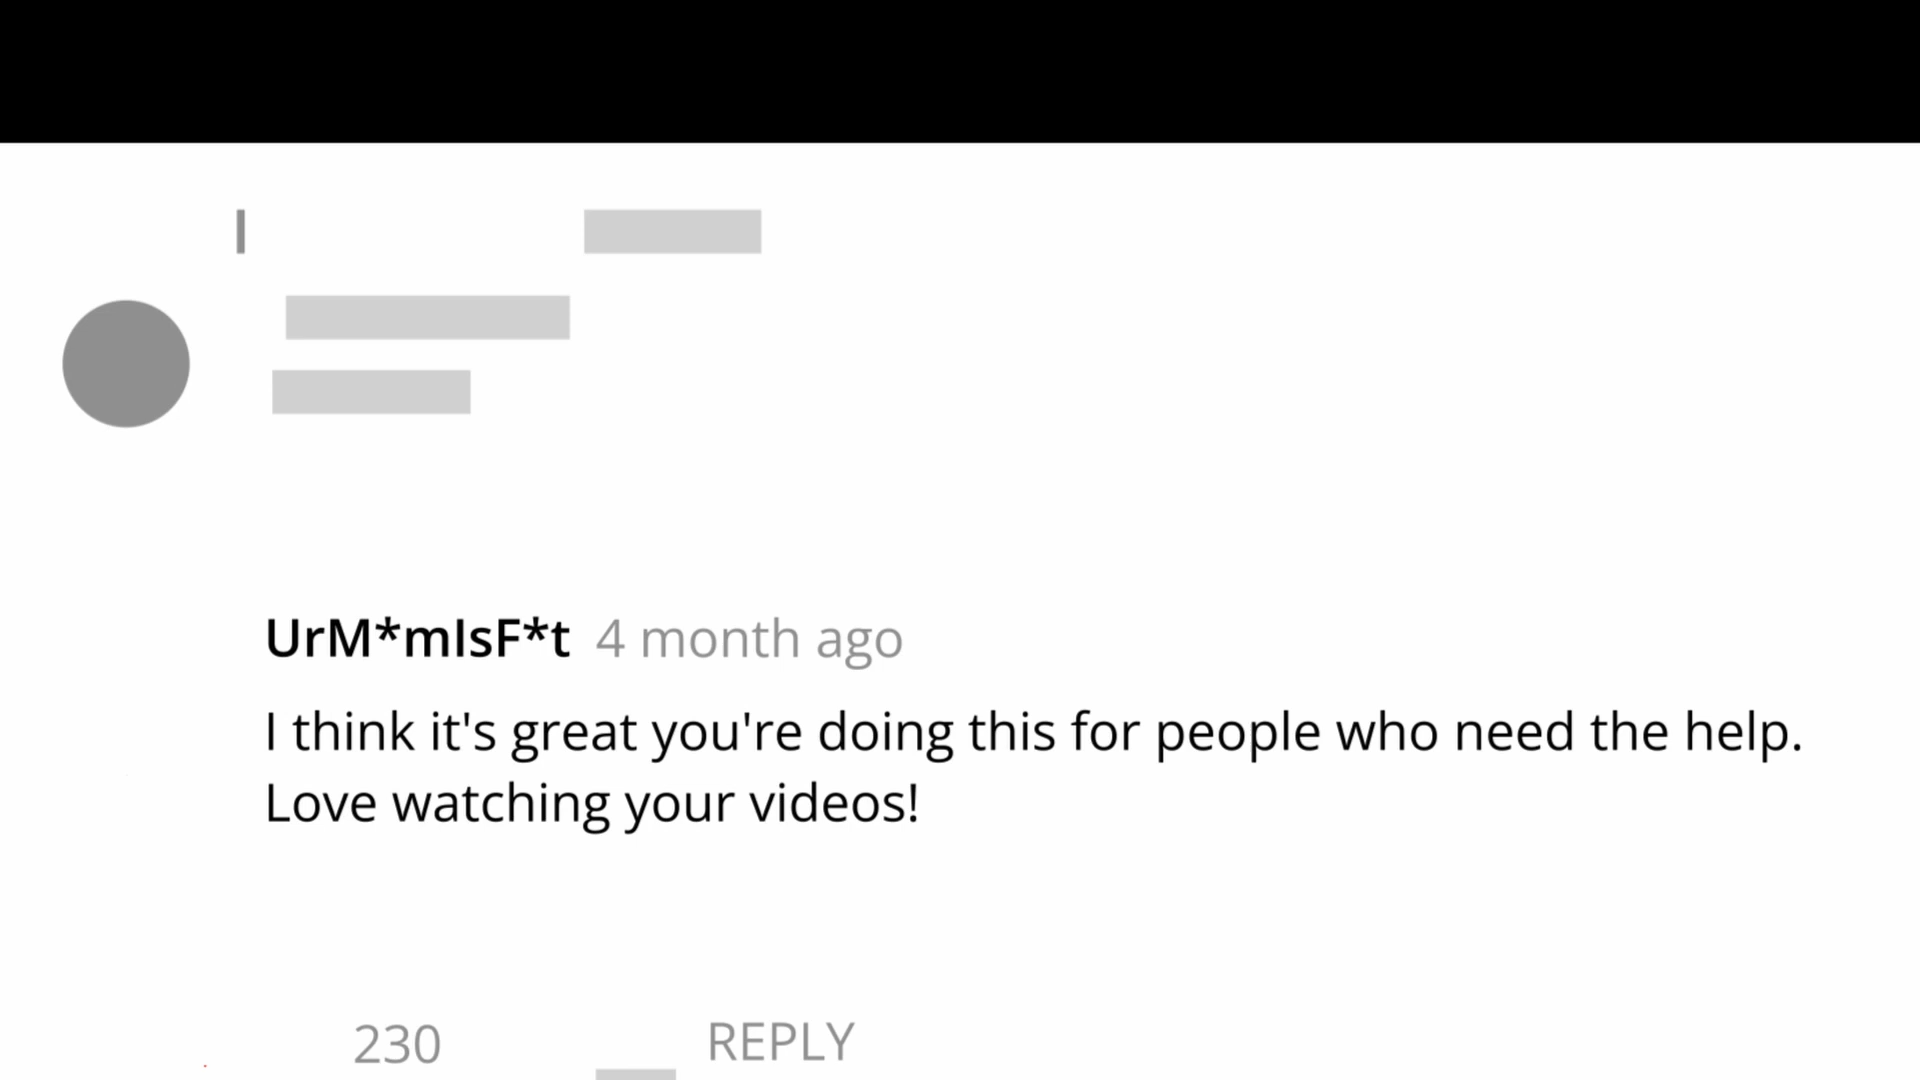 UrM*mIsF*t 4 month ago
I think it's great you're doing this for people who need the help.
Love watching your videos!
230 REPLY